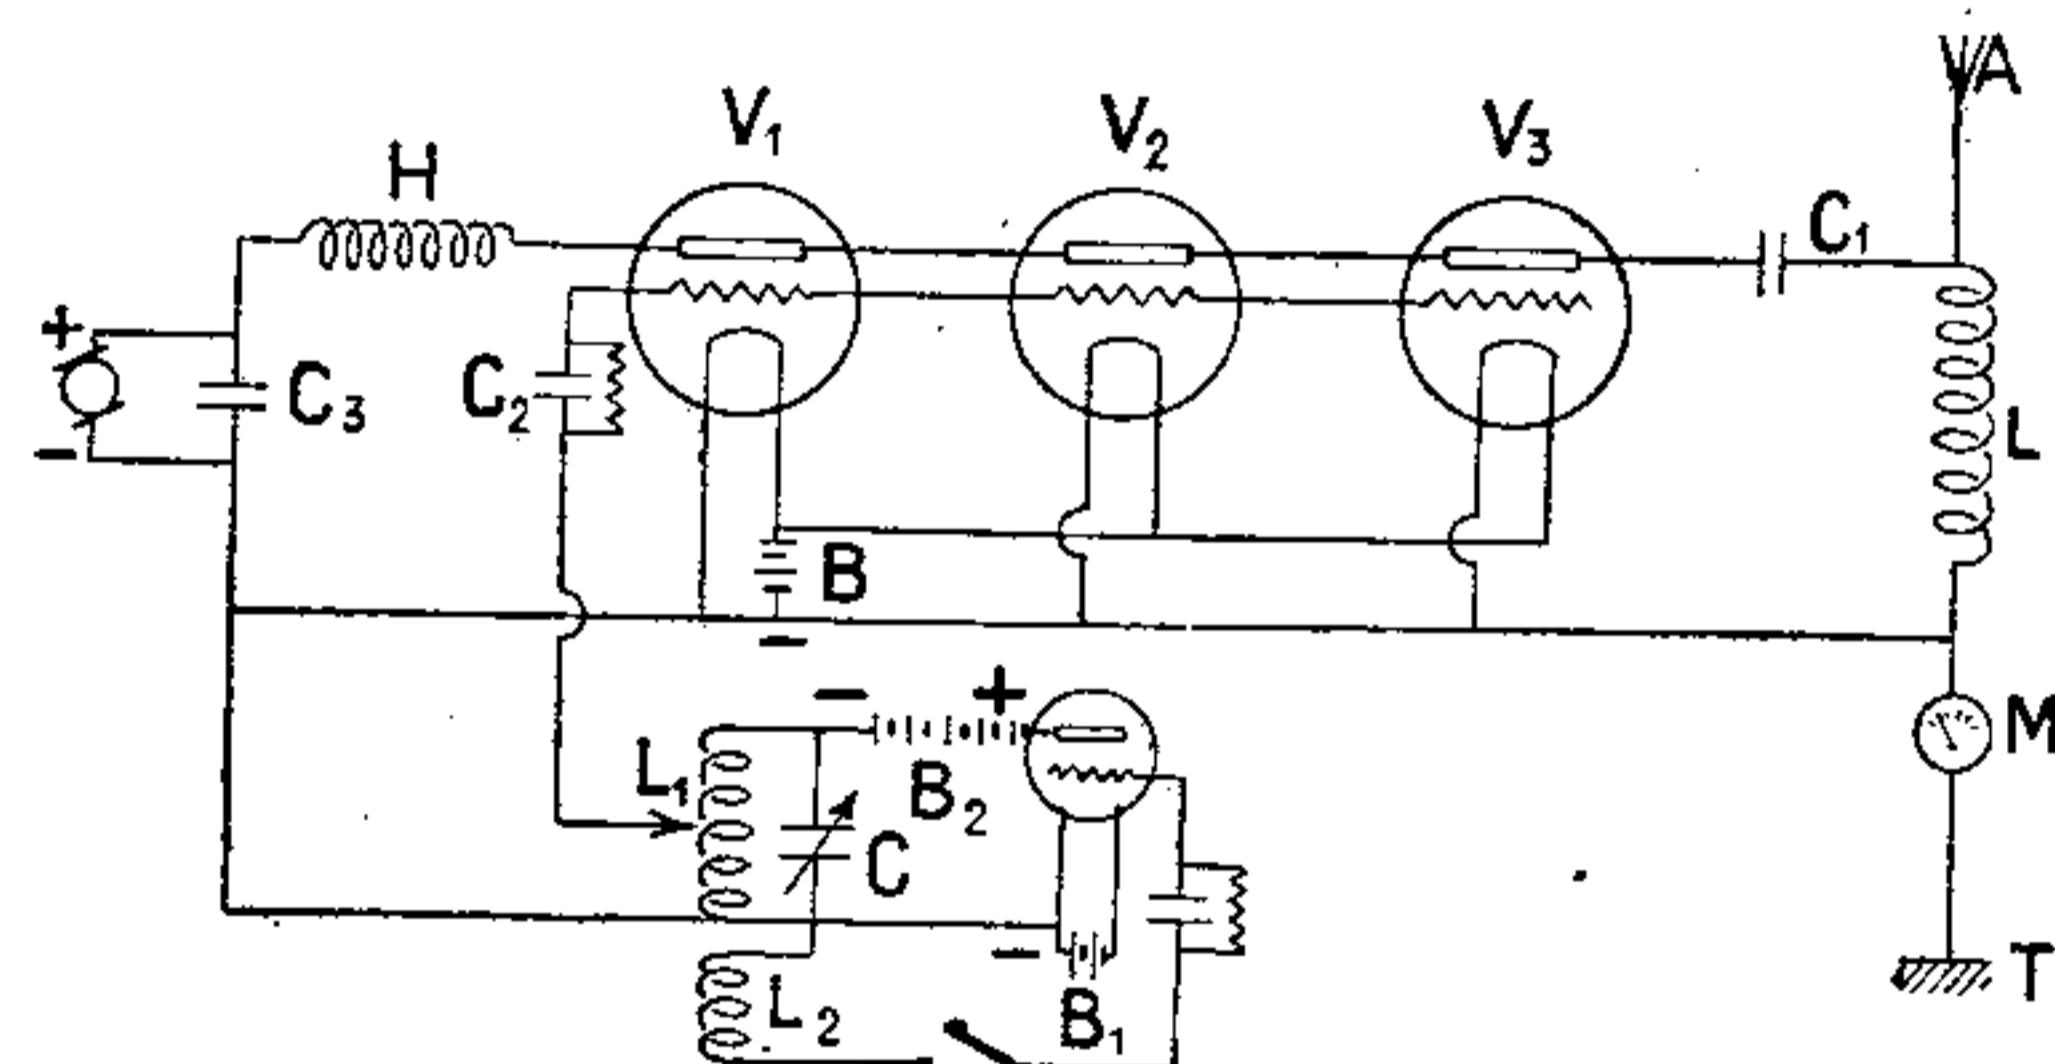 A
V₁
V₂
V₃
H
C₁
+
C₃
C₂
L
-
B
-
- +
L₁
B₂
M
C
-
T
L₂
B₁